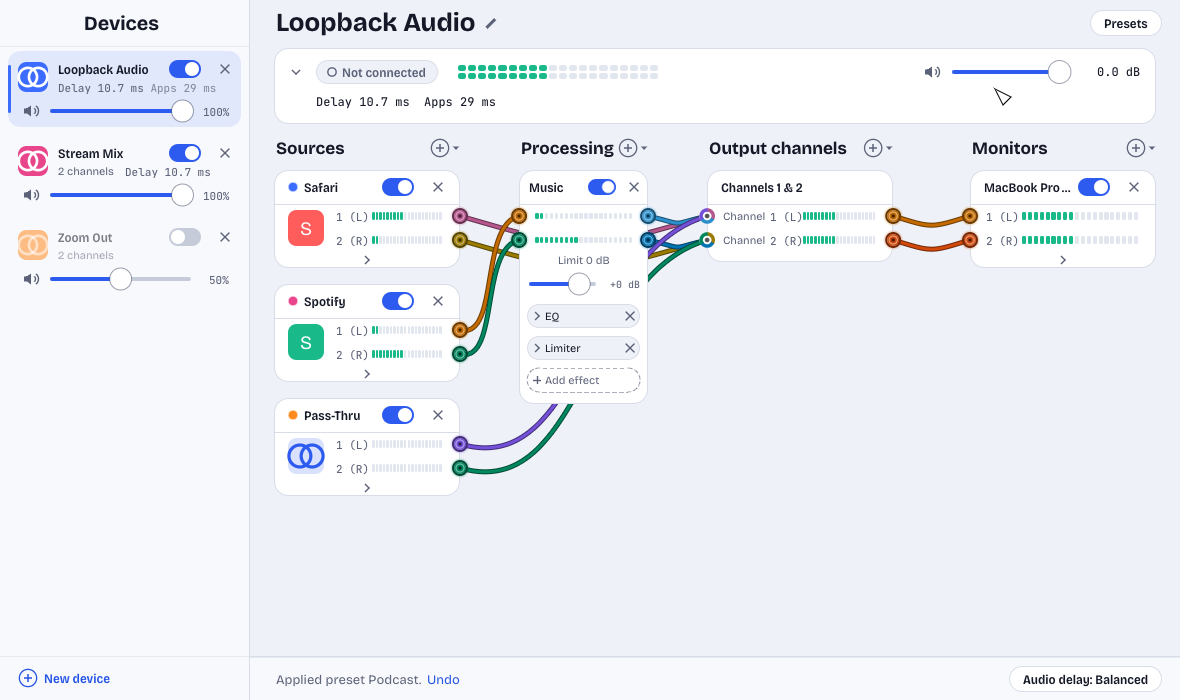 Devices
Loopback Audio
Delay 10.7 ms Apps 29 ms
100%
Stream Mix
2 channels Delay 10.7 ms
100%
Zoom Out
2 channels
50%
New device
Loopback Audio
Presets
Not connected
0.0 dB
Delay 10.7 ms Apps 29 ms
Sources
Processing
Output channels
Monitors
Safari
S
1 (L)
2 (R)
Spotify
S
1 (L)
2 (R)
Pass-Thru
1 (L)
2 (R)
Music
Limit 0 dB
+0 dB
EQ
Limiter
Add effect
Channels 1 & 2
Channel 1 (L)
Channel 2 (R)
MacBook Pro ...
1 (L)
2 (R)
Applied preset Podcast. Undo
Audio delay: Balanced